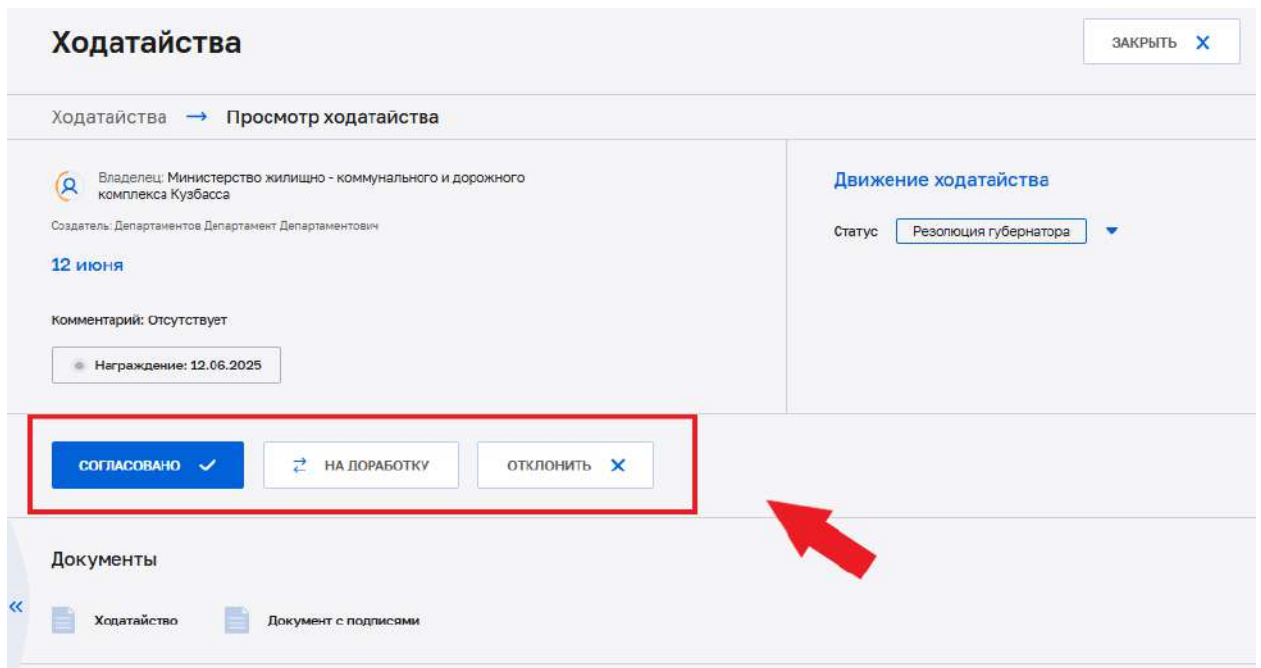 Ходатайства
ЗАКРЫТЬ
Ходатайства → Просмотр ходатайства
Владелец: Министерство жилищно - коммунального и дорожного
комплекса Кузбасса
Создатель: Департаментов Департамент Департаментович
12 июня
Комментарий: Отсутствует
Награждение: 12.06.2025
Движение ходатайства
Статус Резолюция губернатора
СОГЛАСОВАНО
НА ДОРАБОТКУ
ОТКЛОНИТЬ
Документы
Ходатайство
Документ с подписями